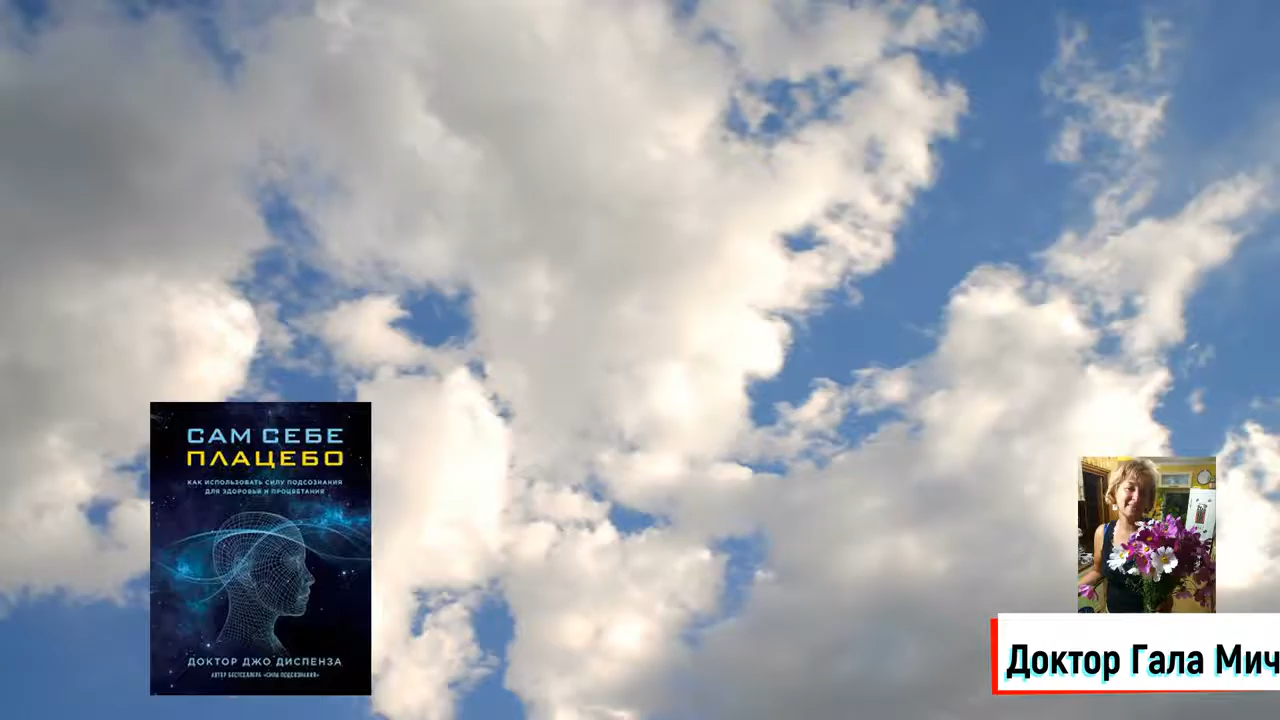 САМ СЕБЕ
ПЛАЦЕБО
КАК ИСПОЛЬЗОВАТЬ СИЛУ ПОДСОЗНАНИЯ
ДЛЯ ЗДОРОВЬЯ И ПРОЦВЕТАНИЯ
ДОКТОР ДЖО ДИСПЕНЗА
АВТОР БЕСТСЕЛЛЕРА «СИЛА ПОДСОЗНАНИЯ»
Доктор Гала Мич